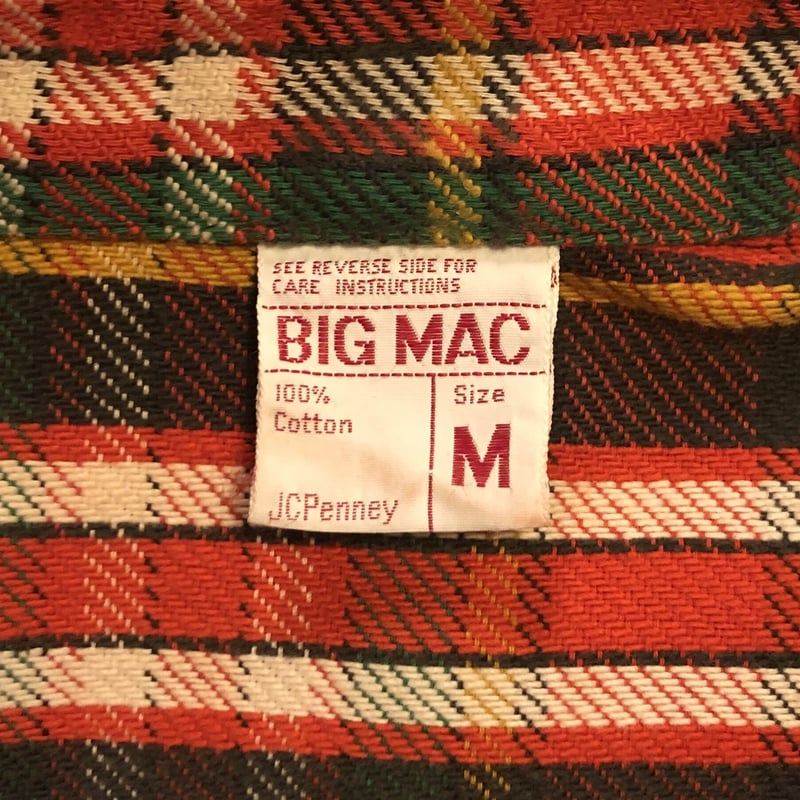 SEE REVERSE SIDE FOR
CARE INSTRUCTIONS
BIG MAC
100%
Cotton
Size
M
JCPenney